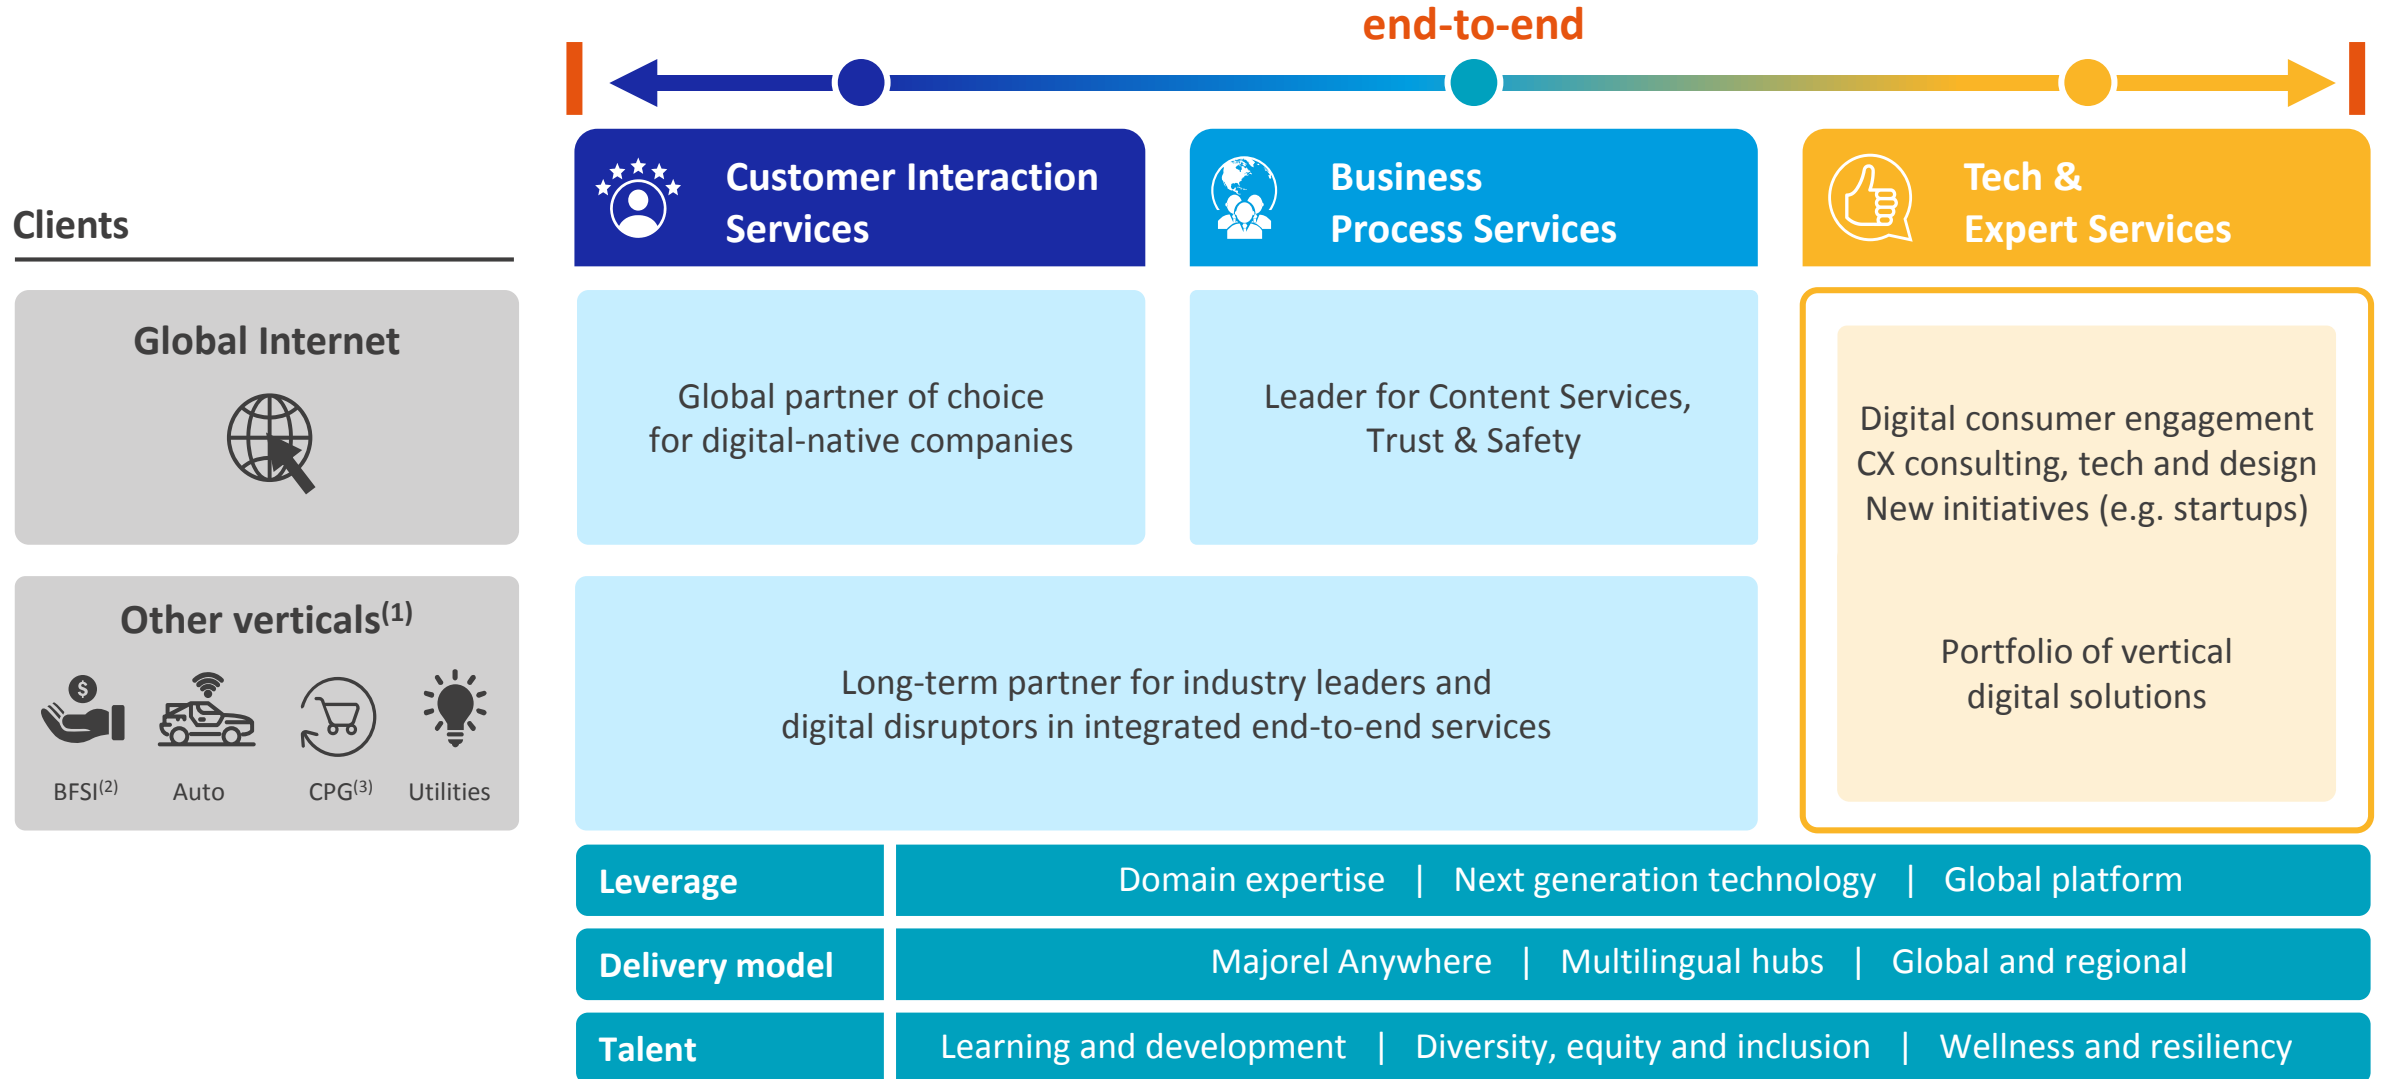 end-to-end
Customer Interaction
Services
Business
Process Services
Tech &
Expert Services
Clients
Global Internet
Global partner of choice
for digital-native companies
Leader for Content Services,
Trust & Safety
Digital consumer engagement
CX consulting, tech and design
New initiatives (e.g. startups)
Other verticals(1)
$
BFSI(2)
Auto
CPG(3)
Utilities
Long-term partner for industry leaders and
digital disruptors in integrated end-to-end services
Portfolio of vertical
digital solutions
Leverage
Domain expertise | Next generation technology | Global platform
Delivery model
Majorel Anywhere | Multilingual hubs | Global and regional
Talent
Learning and development | Diversity, equity and inclusion | Wellness and resiliency